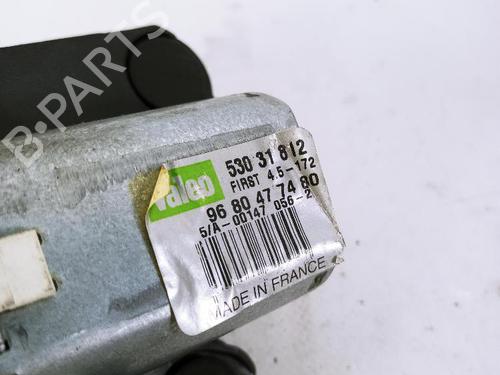 B-PARTS
Valeo
530 31 812
FIRST 4.5-172
96 80 47 74 80
5/A-00147 056-2
MADE IN FRANCE